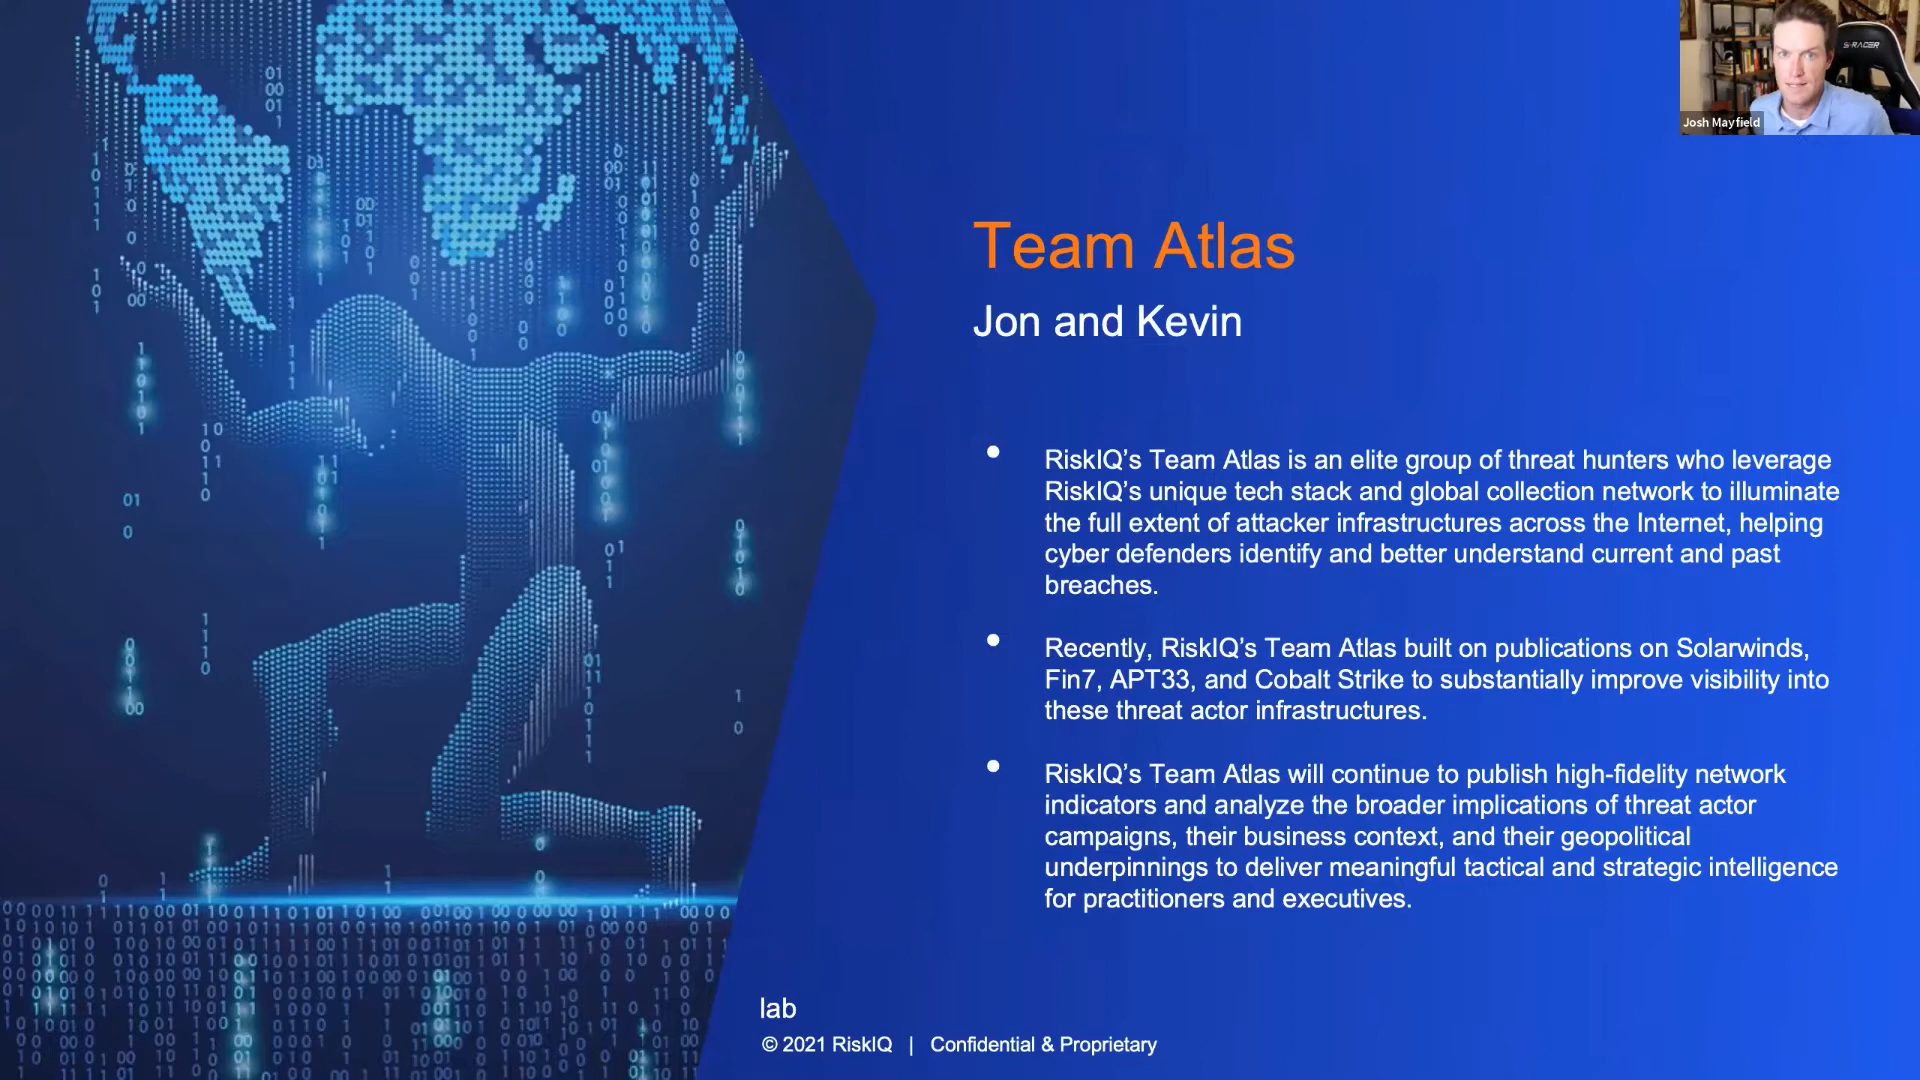 S-RACER
Josh Mayfield
Team Atlas
Jon and Kevin
• RiskIQ’s Team Atlas is an elite group of threat hunters who leverage
RiskIQ’s unique tech stack and global collection network to illuminate
the full extent of attacker infrastructures across the Internet, helping
cyber defenders identify and better understand current and past
breaches.
• Recently, RiskIQ’s Team Atlas built on publications on Solarwinds,
Fin7, APT33, and Cobalt Strike to substantially improve visibility into
these threat actor infrastructures.
• RiskIQ’s Team Atlas will continue to publish high-fidelity network
indicators and analyze the broader implications of threat actor
campaigns, their business context, and their geopolitical
underpinnings to deliver meaningful tactical and strategic intelligence
for practitioners and executives.
lab
© 2021 RiskIQ | Confidential & Proprietary